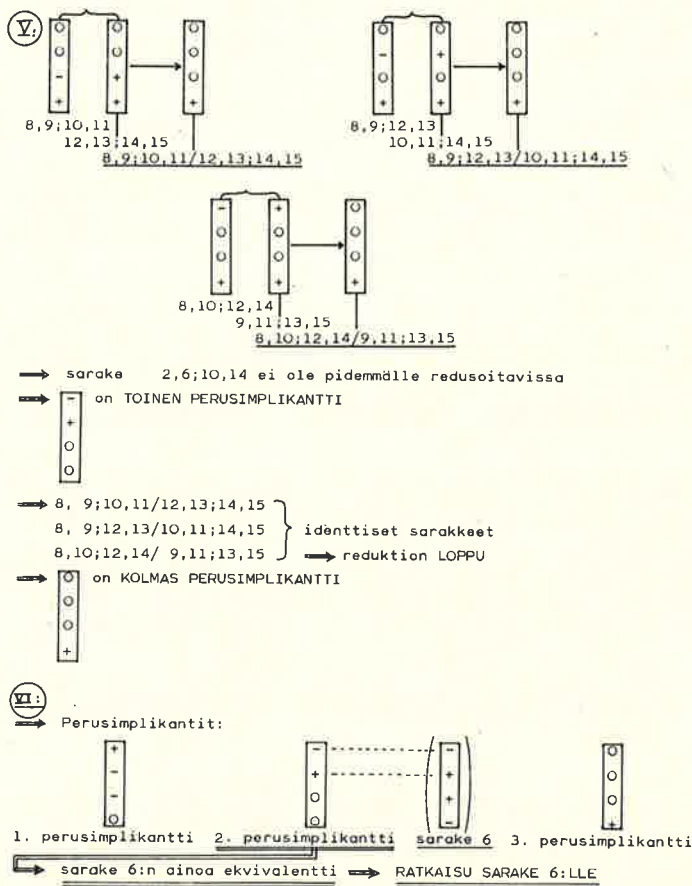 V:
O O O
O O O
- + O
+ + +
8,9;10,11
12,13;14,15
8,9;10,11/12,13;14,15
O O O
- + O
O O O
+ + +
8,9;12,13
10,11;14,15
8,9;12,13/10,11;14,15
- + O
O O O
O O O
+ + +
8,10;12,14
9,11;13,15
8,10;12,14/9,11;13,15
→ sarake 2,6;10,14 ei ole pidemmälle redusoitavissa
→ - on TOINEN PERUSIMPLIKANTTI
+
O
O
→ 8, 9;10,11/12,13;14,15
8, 9;12,13/10,11;14,15 } identtiset sarakkeet
8,10;12,14/ 9,11;13,15 → reduktion LOPPU
→ O on KOLMAS PERUSIMPLIKANTTI
O
O
+
VI:
→ Perusimplikantit:
+ - ( - ) O
- + + O
- O + O
O O - +
1. perusimplikantti 2. perusimplikantti sarake 6 3. perusimplikantti
→ sarake 6:n ainoa ekvivalentti → RATKAISU SARAKE 6:LLE